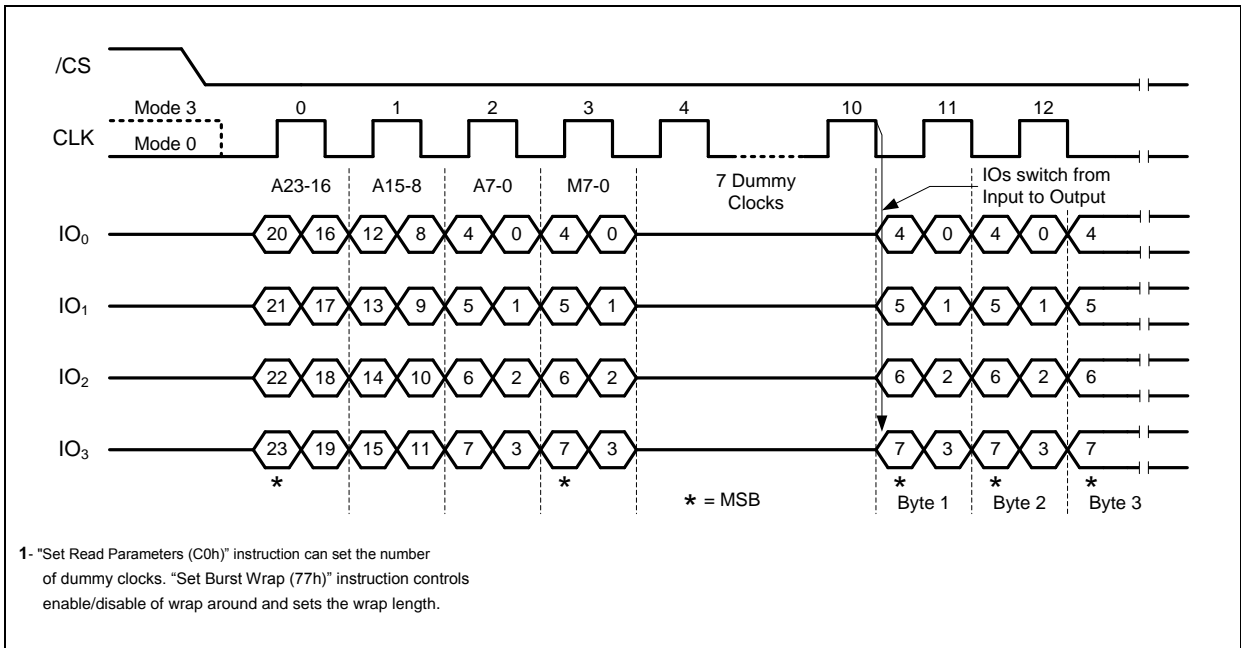 /CS
Mode 3 0 1 2 3 4 10 11 12
CLK
Mode 0
A23-16 A15-8 A7-0 M7-0
7 Dummy
Clocks
IOs switch from
Input to Output
IO₀ 20 16 12 8 4 0 4 0 4 0 4 0 4
IO₁ 21 17 13 9 5 1 5 1 5 1 5 1 5
IO₂ 22 18 14 10 6 2 6 2 6 2 6 2 6
IO₃ 23 19 15 11 7 3 7 3 7 3 7 3 7
* * * * *
* = MSB
Byte 1 Byte 2 Byte 3
1- "Set Read Parameters (C0h)” instruction can set the number
of dummy clocks. “Set Burst Wrap (77h)” instruction controls
enable/disable of wrap around and sets the wrap length.